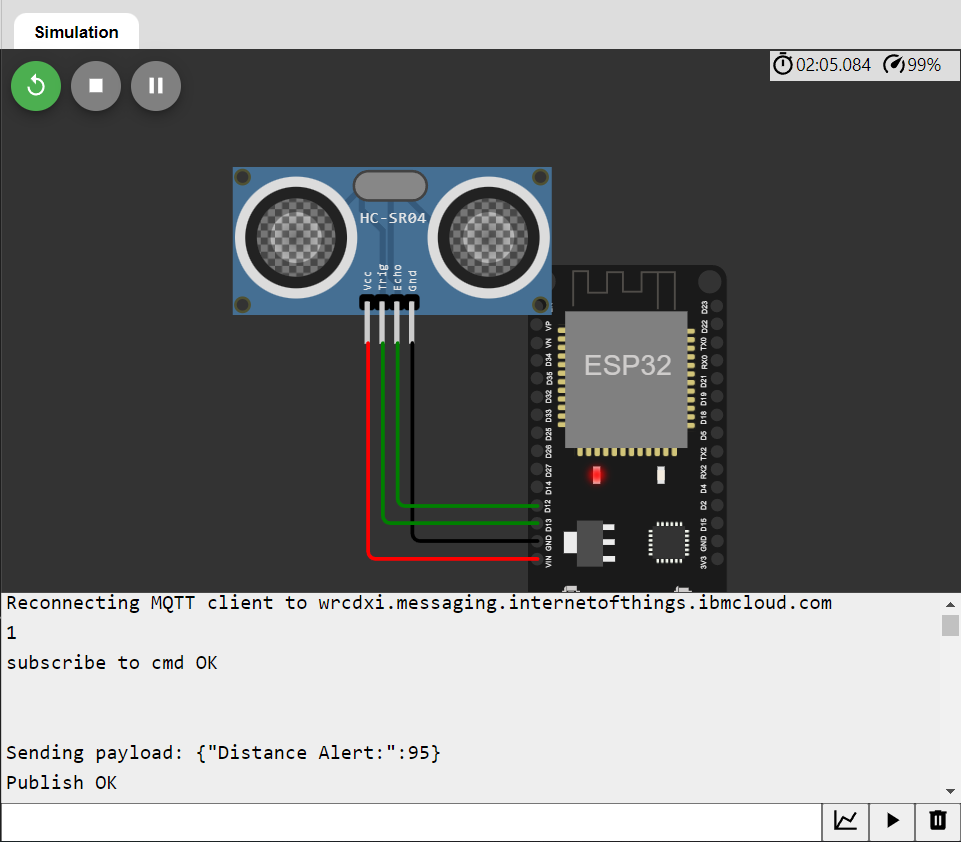 Simulation
02:05.084 99%
HC-SR04
Vcc
Trig
Echo
Gnd
VP
VN
D34
D35
D32
D33
D25
D26
D27
D14
D12
D13
GND
VIN
ESP32
D23
D22
TX0
RX0
D21
D19
D18
D5
TX2
RX2
D4
D2
D15
GND
3V3
Reconnecting MQTT client to wrcdxi.messaging.internetofthings.ibmcloud.com
1
subscribe to cmd OK
Sending payload: {"Distance Alert:":95}
Publish OK